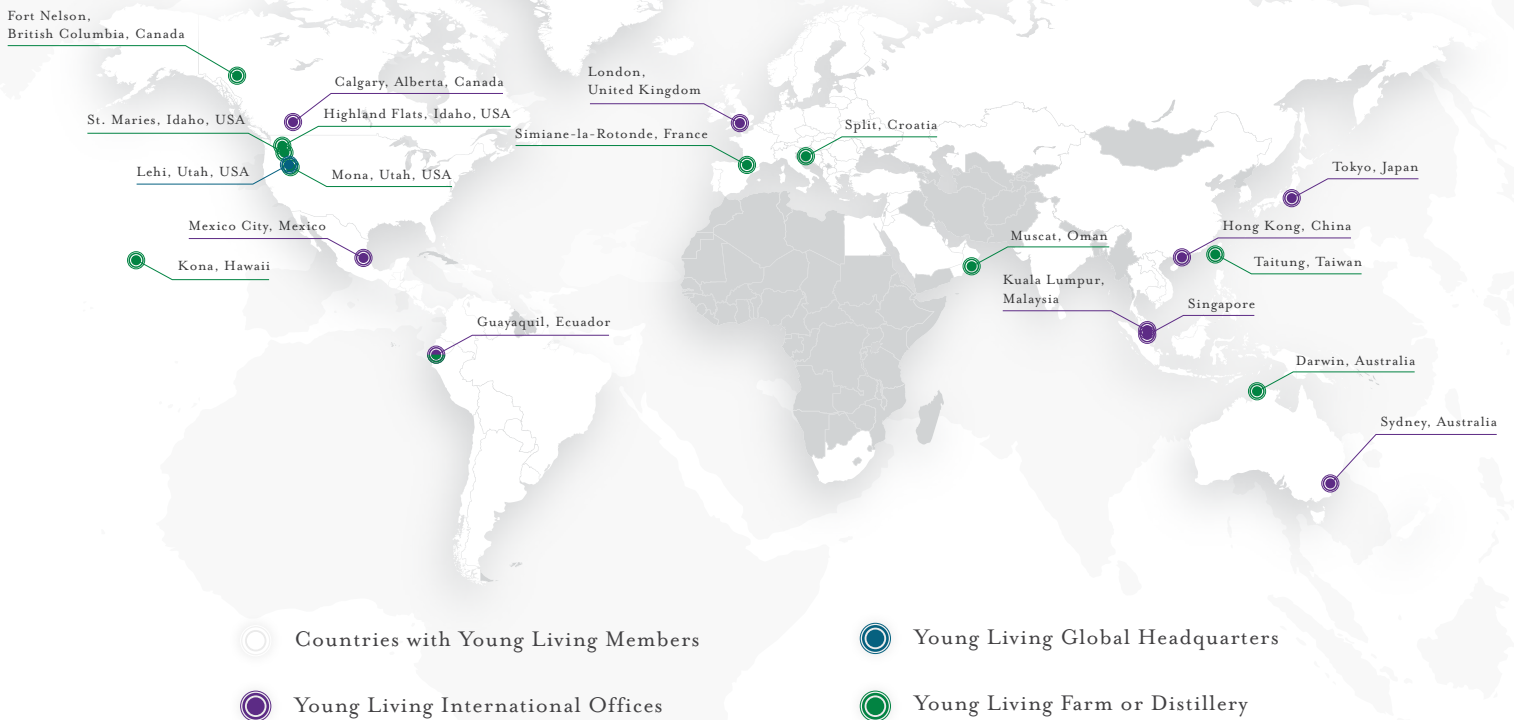 Fort Nelson,
British Columbia, Canada
Calgary, Alberta, Canada
St. Maries, Idaho, USA
Highland Flats, Idaho, USA
Lehi, Utah, USA
Mona, Utah, USA
Mexico City, Mexico
Kona, Hawaii
Guayaquil, Ecuador
London,
United Kingdom
Simiane-la-Rotonde, France
Split, Croatia
Tokyo, Japan
Hong Kong, China
Muscat, Oman
Taitung, Taiwan
Kuala Lumpur,
Malaysia
Singapore
Darwin, Australia
Sydney, Australia
Countries with Young Living Members
Young Living Global Headquarters
Young Living International Offices
Young Living Farm or Distillery